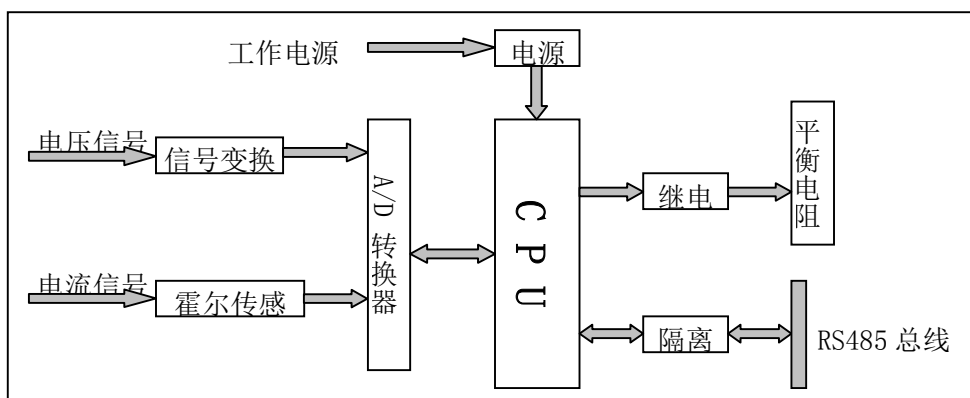 工作电源
电源
电压信号
信号变换
A/D 转换器
CPU
继电
平衡电阻
电流信号
霍尔传感
隔离
RS485 总线